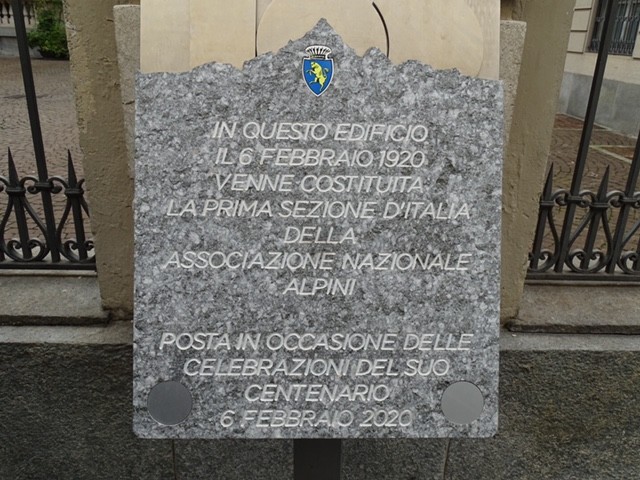 IN QUESTO EDIFICIO
IL 6 FEBBRAIO 1920
VENNE COSTITUITA
LA PRIMA SEZIONE D'ITALIA
DELLA
ASSOCIAZIONE NAZIONALE
ALPINI
POSTA IN OCCASIONE DELLE
CELEBRAZIONI DEL SUO
CENTENARIO
6 FEBBRAIO 2020